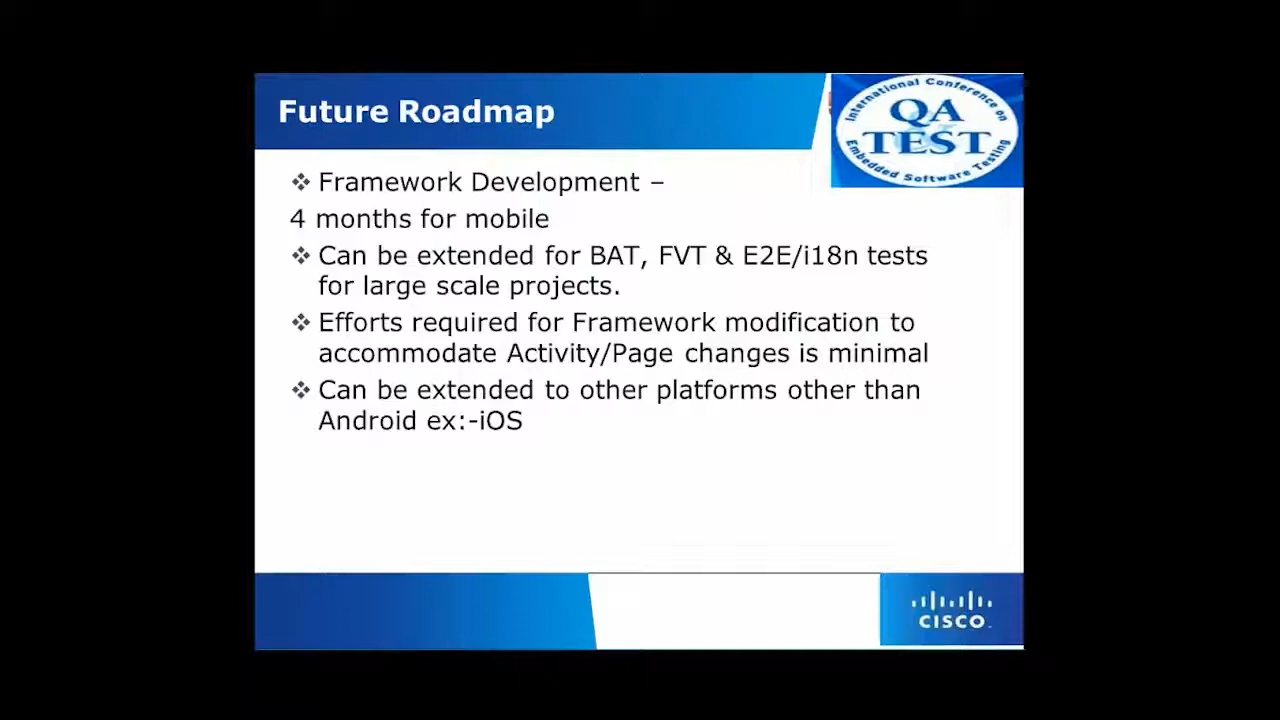 Future Roadmap
International Conference on
QA
&
TEST
Embedded Software Testing
❖ Framework Development –
4 months for mobile
❖ Can be extended for BAT, FVT & E2E/i18n tests
for large scale projects.
❖ Efforts required for Framework modification to
accommodate Activity/Page changes is minimal
❖ Can be extended to other platforms other than
Android ex:-iOS
CISCO